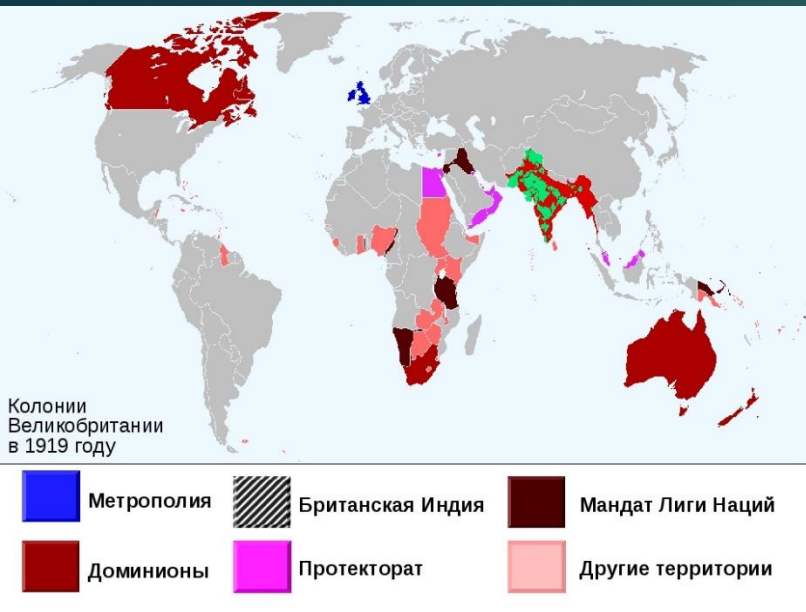 Колонии
Великобритании
в 1919 году
Метрополия
Британская Индия
Мандат Лиги Наций
Доминионы
Протекторат
Другие территории